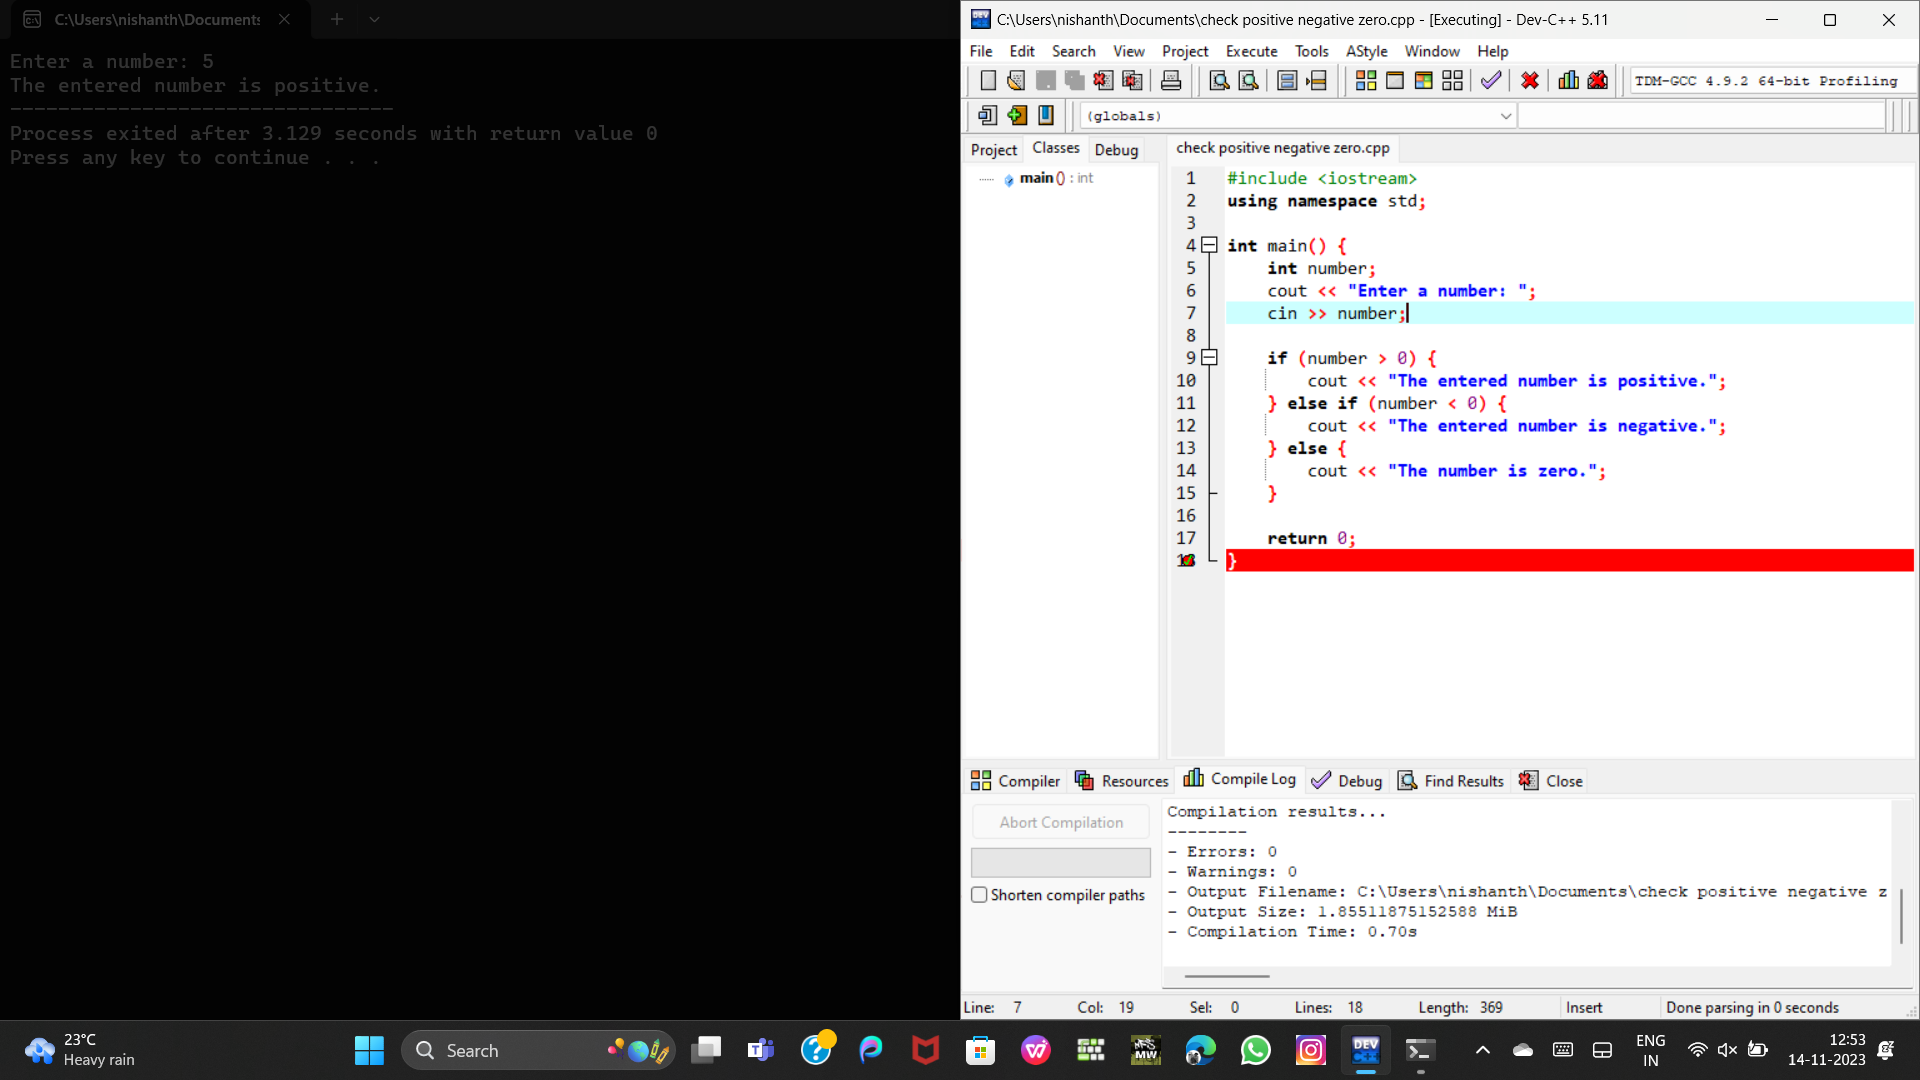 C:\Users\nishanth\Documents
Enter a number: 5
The entered number is positive.
--------------------------------
Process exited after 3.129 seconds with return value 0
Press any key to continue . . .
C:\Users\nishanth\Documents\check positive negative zero.cpp - [Executing] - Dev-C++ 5.11
File Edit Search View Project Execute Tools AStyle Window Help
TDM-GCC 4.9.2 64-bit Profiling
(globals)
Project Classes Debug
main () : int
check positive negative zero.cpp
1 #include <iostream>
2 using namespace std;
3
4 int main() {
5     int number;
6     cout << "Enter a number: ";
7     cin >> number;
8
9     if (number > 0) {
10         cout << "The entered number is positive.";
11     } else if (number < 0) {
12         cout << "The entered number is negative.";
13     } else {
14         cout << "The number is zero.";
15     }
16
17     return 0;
}
Compiler Resources Compile Log Debug Find Results Close
Abort Compilation
Shorten compiler paths
Compilation results...
--------
- Errors: 0
- Warnings: 0
- Output Filename: C:\Users\nishanth\Documents\check positive negative z
- Output Size: 1.85511875152588 MiB
- Compilation Time: 0.70s
Line: 7 Col: 19 Sel: 0 Lines: 18 Length: 369 Insert Done parsing in 0 seconds
23°C
Heavy rain
Search
MW
DEV
ENG
IN
12:53
14-11-2023